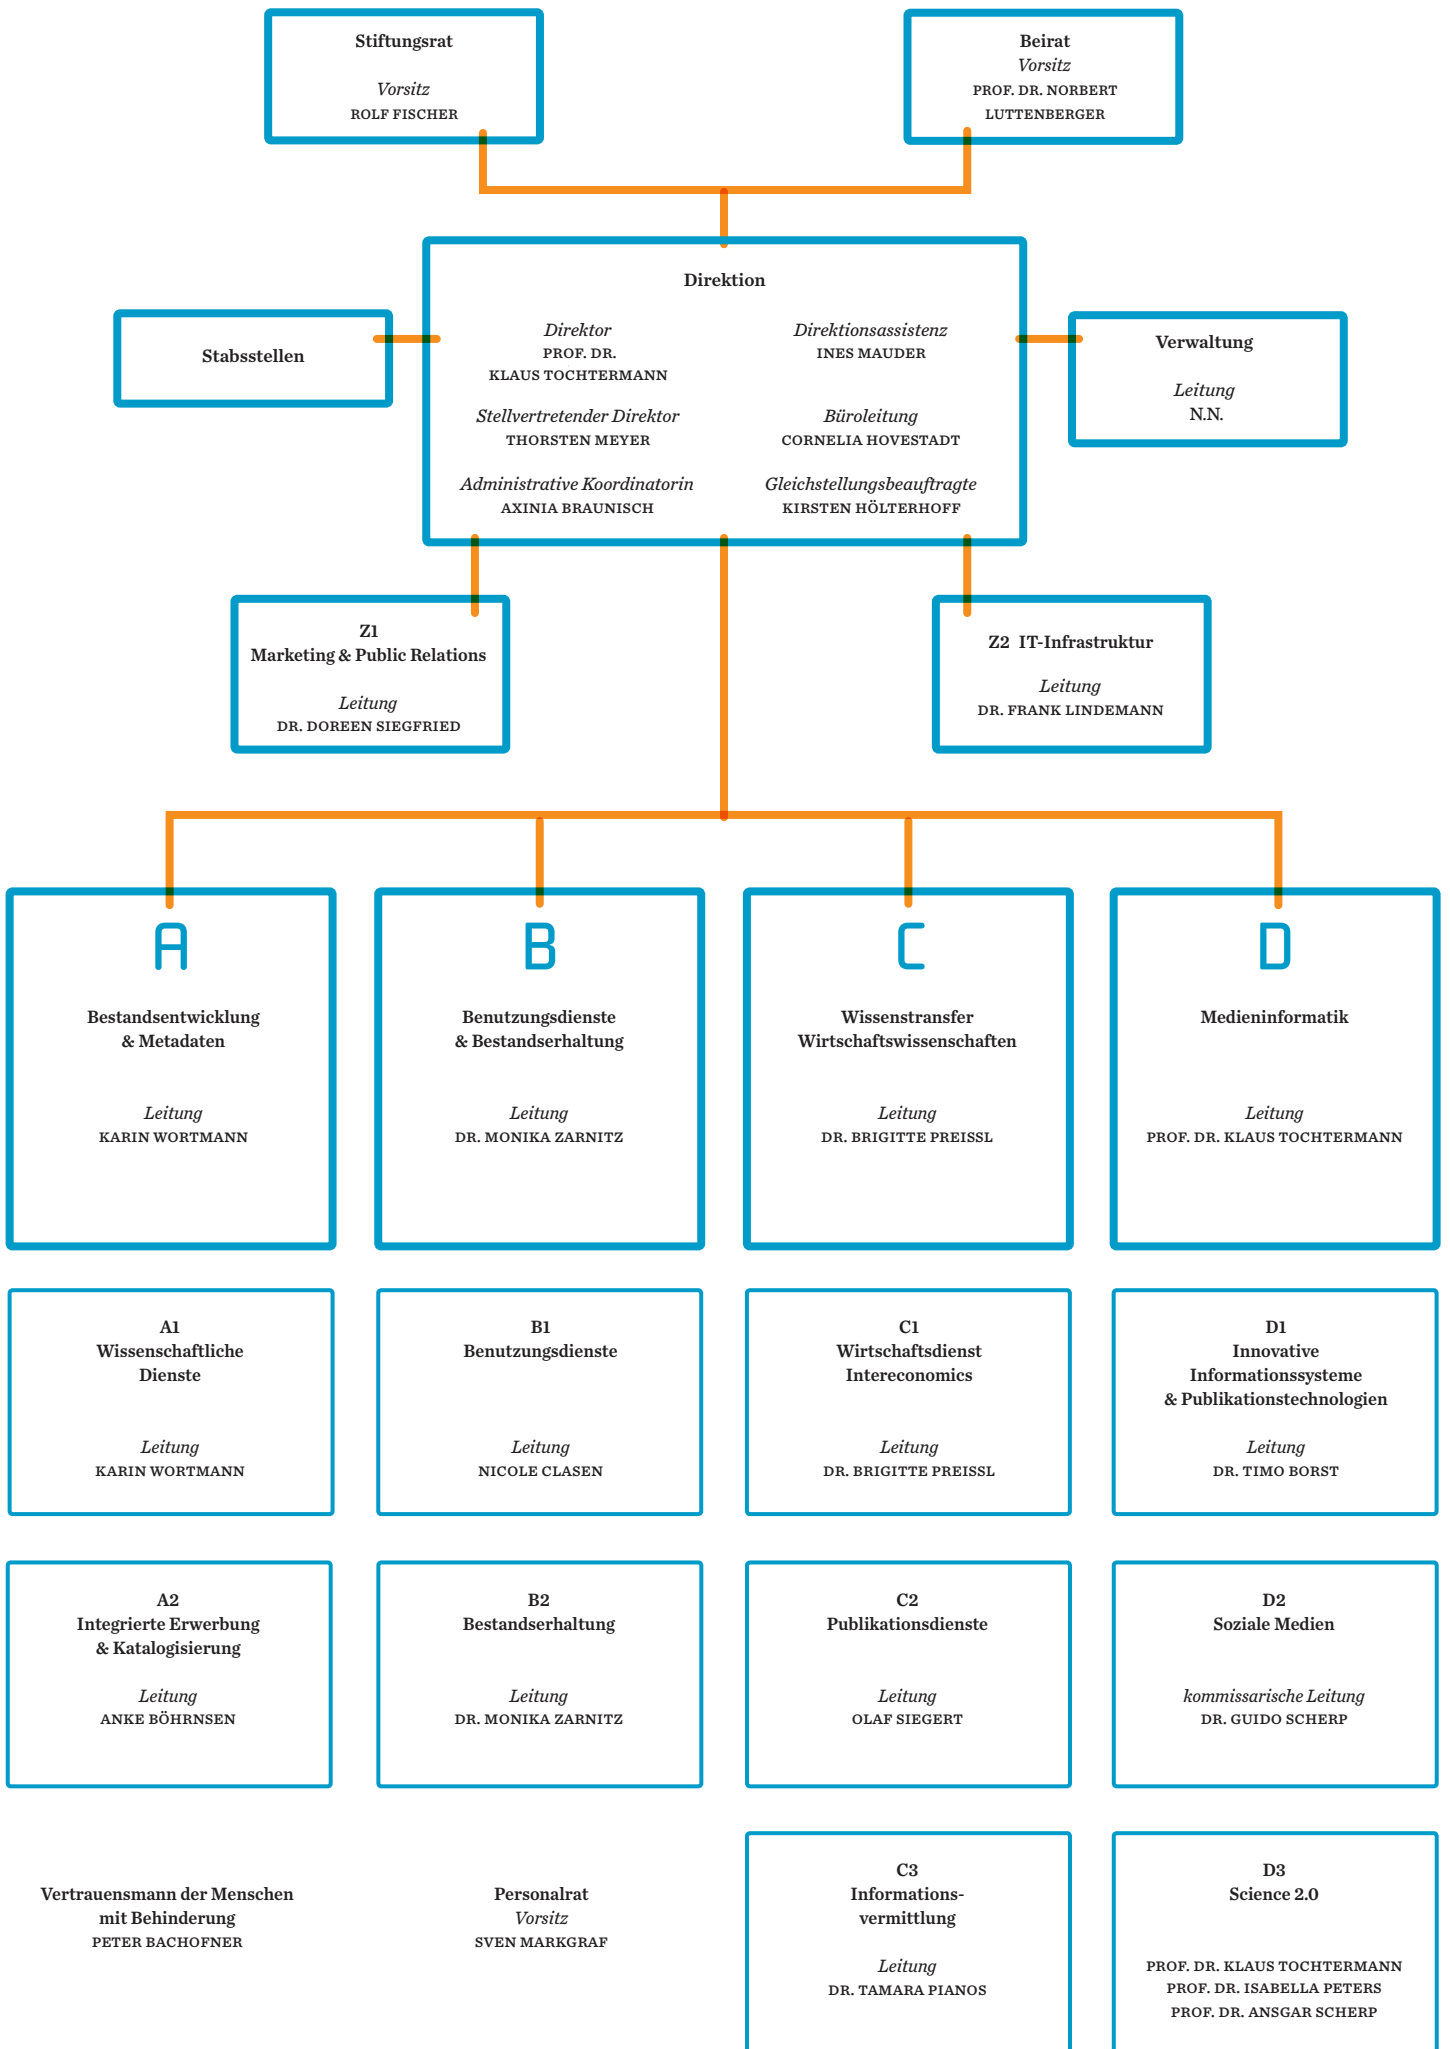 Stiftungsrat
Vorsitz
ROLF FISCHER
Beirat
Vorsitz
PROF. DR. NORBERT
LUTTENBERGER
Direktion
Direktor
PROF. DR.
KLAUS TOCHTERMANN
Stellvertretender Direktor
THORSTEN MEYER
Administrative Koordinatorin
AXINIA BRAUNISCH
Direktionsassistenz
INES MAUDER
Büroleitung
CORNELIA HOVESTADT
Gleichstellungsbeauftragte
KIRSTEN HÖLTERHOFF
Stabsstellen
Verwaltung
Leitung
N.N.
Z1
Marketing & Public Relations
Leitung
DR. DOREEN SIEGFRIED
Z2 IT-Infrastruktur
Leitung
DR. FRANK LINDEMANN
A
Bestandsentwicklung
& Metadaten
Leitung
KARIN WORTMANN
B
Benutzungsdienste
& Bestandserhaltung
Leitung
DR. MONIKA ZARNITZ
C
Wissenstransfer
Wirtschaftswissenschaften
Leitung
DR. BRIGITTE PREISSL
D
Medieninformatik
Leitung
PROF. DR. KLAUS TOCHTERMANN
A1
Wissenschaftliche
Dienste
Leitung
KARIN WORTMANN
B1
Benutzungsdienste
Leitung
NICOLE CLASEN
C1
Wirtschaftsdienst
Intereconomics
Leitung
DR. BRIGITTE PREISSL
D1
Innovative
Informationssysteme
& Publikationstechnologien
Leitung
DR. TIMO BORST
A2
Integrierte Erwerbung
& Katalogisierung
Leitung
ANKE BÖHRNSEN
B2
Bestandserhaltung
Leitung
DR. MONIKA ZARNITZ
C2
Publikationsdienste
Leitung
OLAF SIEGERT
D2
Soziale Medien
kommissarische Leitung
DR. GUIDO SCHERP
Vertrauensmann der Menschen
mit Behinderung
PETER BACHOFNER
Personalrat
Vorsitz
SVEN MARKGRAF
C3
Informations-
vermittlung
Leitung
DR. TAMARA PIANOS
D3
Science 2.0
PROF. DR. KLAUS TOCHTERMANN
PROF. DR. ISABELLA PETERS
PROF. DR. ANSGAR SCHERP